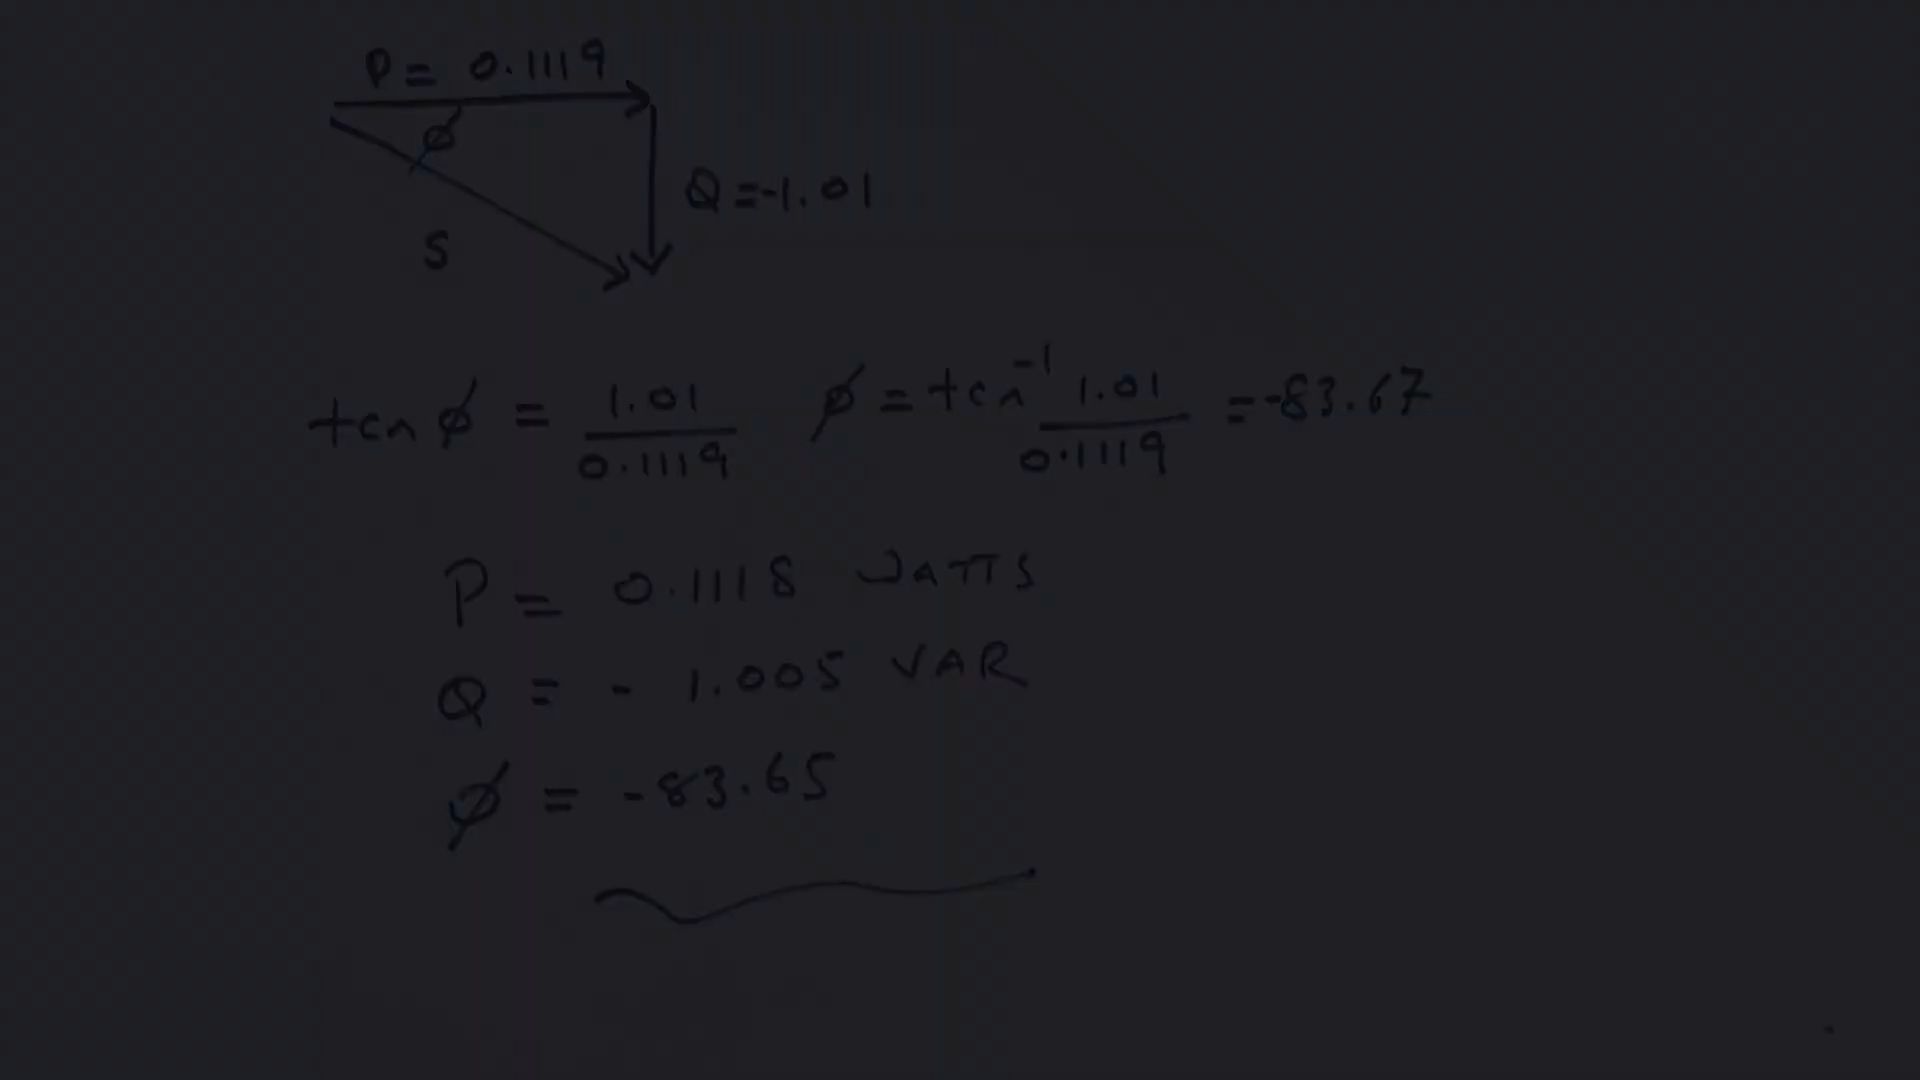 P = 0.1119
ϕ
Q = -1.01
S
tan ϕ = 1.01 / 0.1119 ϕ = tan⁻¹ 1.01 / 0.1119 = -83.67
P = 0.1118 WATTS
Q = - 1.005 VAR
ϕ = - 83.65